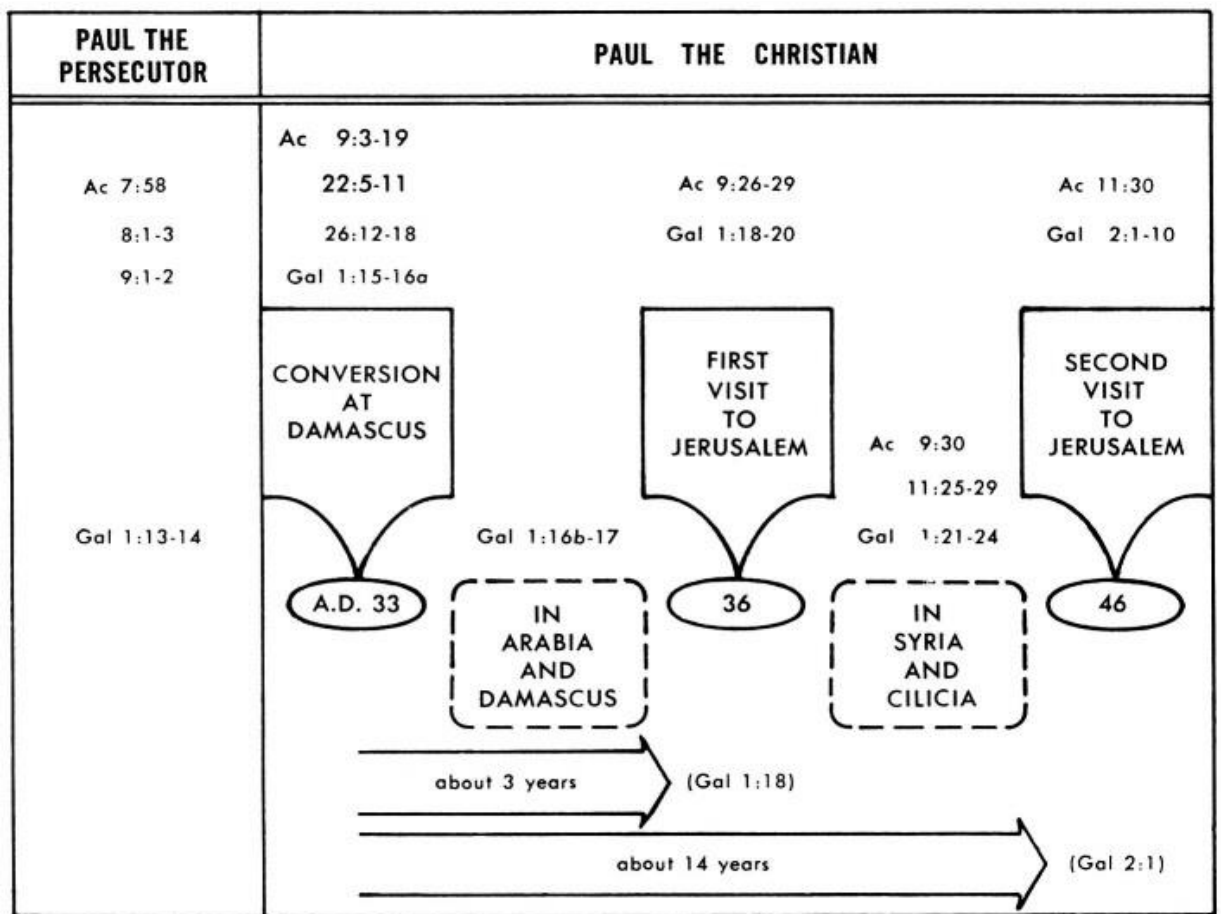 PAUL THE
PERSECUTOR
PAUL THE CHRISTIAN
Ac 7:58
8:1-3
9:1-2
Gal 1:13-14
Ac 9:3-19
22:5-11
26:12-18
Gal 1:15-16a
CONVERSION
AT
DAMASCUS
A.D. 33
Gal 1:16b-17
IN
ARABIA
AND
DAMASCUS
Ac 9:26-29
Gal 1:18-20
FIRST
VISIT
TO
JERUSALEM
36
Ac 9:30
11:25-29
Gal 1:21-24
IN
SYRIA
AND
CILICIA
Ac 11:30
Gal 2:1-10
SECOND
VISIT
TO
JERUSALEM
46
about 3 years (Gal 1:18)
about 14 years (Gal 2:1)